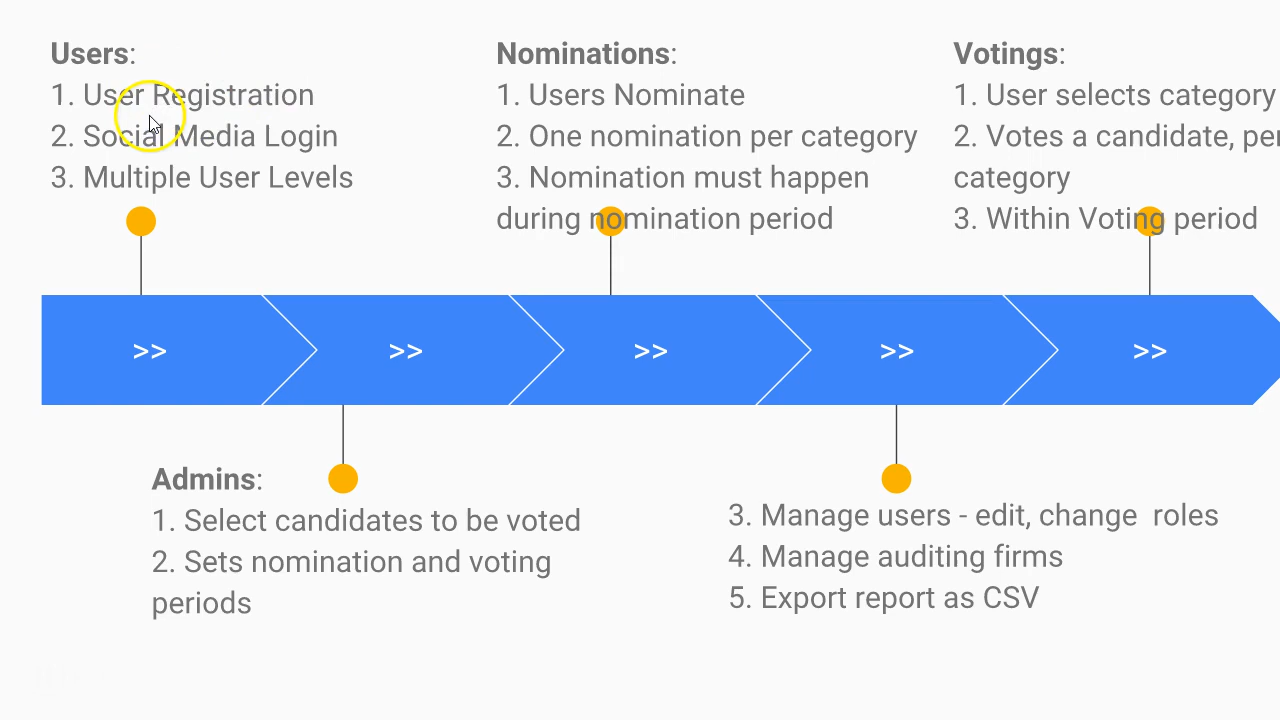 Users:
1. User Registration
2. Social Media Login
3. Multiple User Levels
Nominations:
1. Users Nominate
2. One nomination per category
3. Nomination must happen
during nomination period
Votings:
1. User selects category
2. Votes a candidate, per
category
3. Within Voting period
>> >> >> >> >>
Admins:
1. Select candidates to be voted
2. Sets nomination and voting
periods
3. Manage users - edit, change  roles
4. Manage auditing firms
5. Export report as CSV